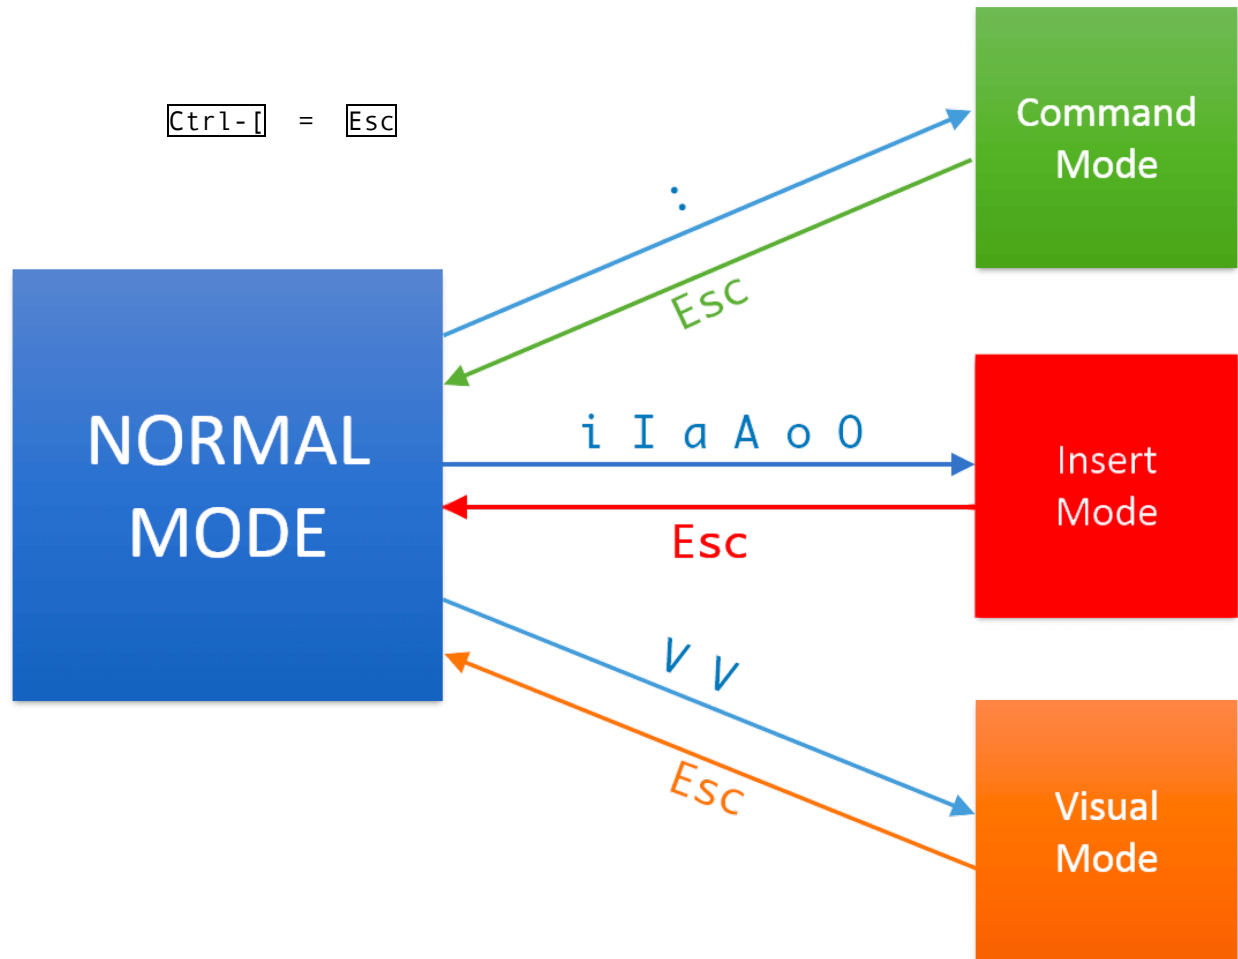 Ctrl-[ = Esc
:
Esc
Command
Mode
NORMAL
MODE
i I a A o O
Esc
Insert
Mode
V V
Esc
Visual
Mode